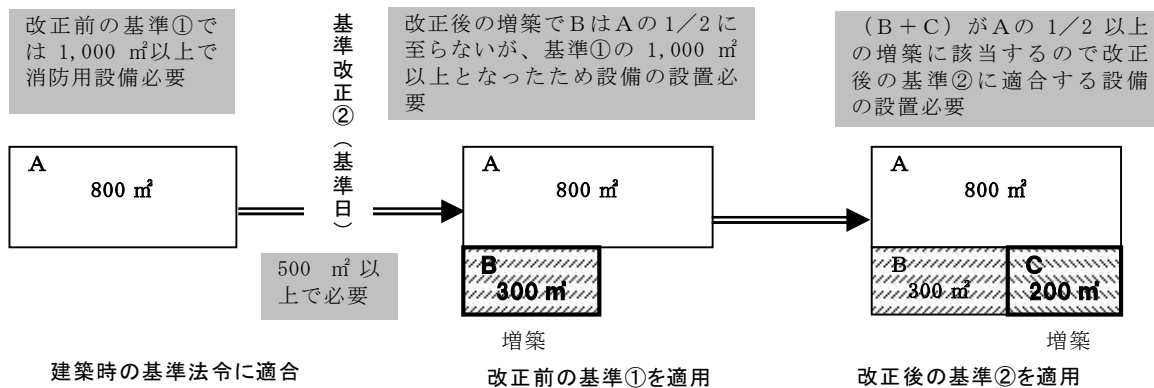 改正前の基準①で
は 1,000 ㎡以上で
消防用設備必要
基準改正②（基準日）
改正後の増築でBはAの1／2に
至らないが、基準①の 1,000 ㎡
以上となったため設備の設置必
要
（B＋C）がAの 1／2 以上
の増築に該当するので改正
後の基準②に適合する設備
の設置必要
A
800 ㎡
A
800 ㎡
A
800 ㎡
500 ㎡以
上で必要
B
300 ㎡
B
300 ㎡
C
200 ㎡
増築
増築
建築時の基準法令に適合
改正前の基準①を適用
改正後の基準②を適用